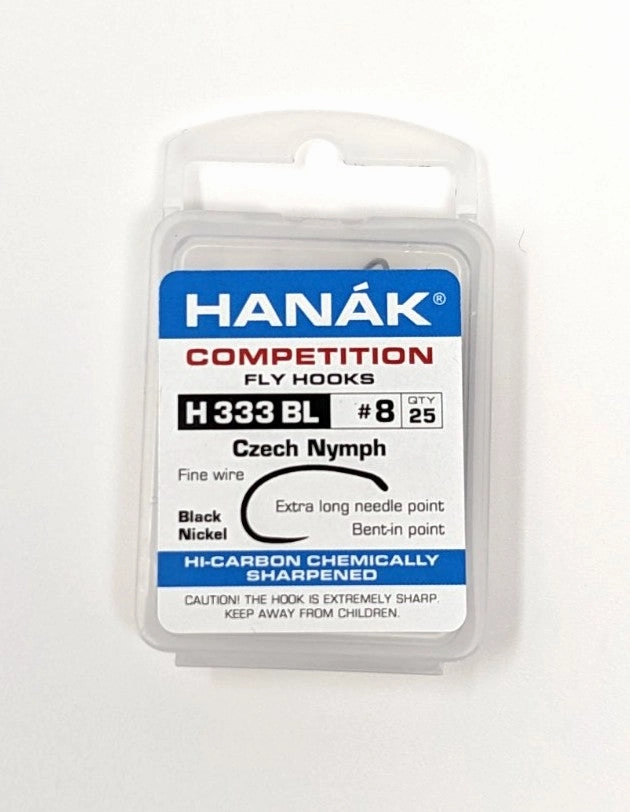 HANÁK®
COMPETITION
FLY HOOKS
H 333 BL #8 QTY 25
Czech Nymph
Fine wire
Extra long needle point
Black
Nickel
Bent-in point
HI-CARBON CHEMICALLY
SHARPENED
CAUTION! THE HOOK IS EXTREMELY SHARP.
KEEP AWAY FROM CHILDREN.